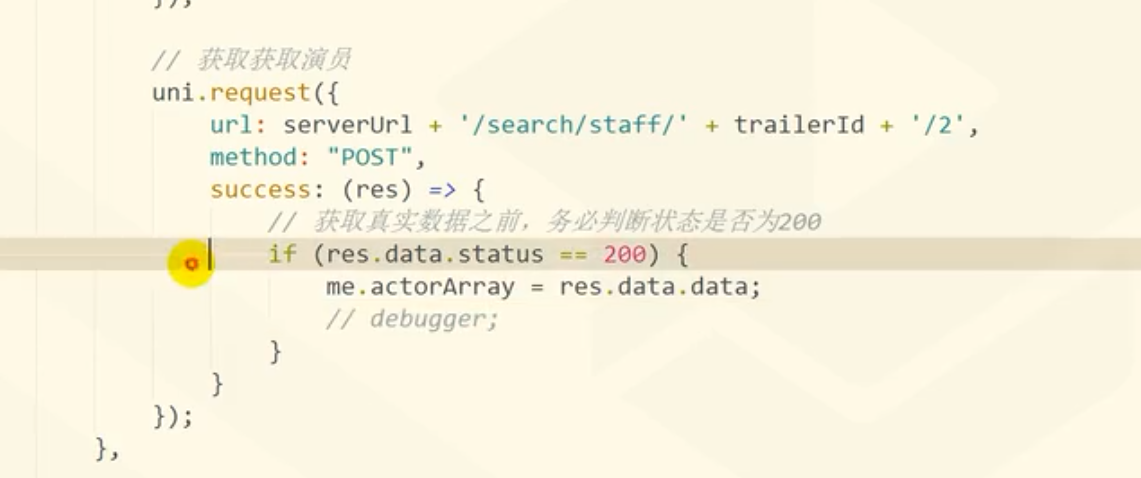 });
// 获取获取演员
uni.request({
url: serverUrl + '/search/staff/' + trailerId + '/2',
method: "POST",
success: (res) => {
// 获取真实数据之前，务必判断状态是否为200
if (res.data.status == 200) {
me.actorArray = res.data.data;
// debugger;
}
}
});
},